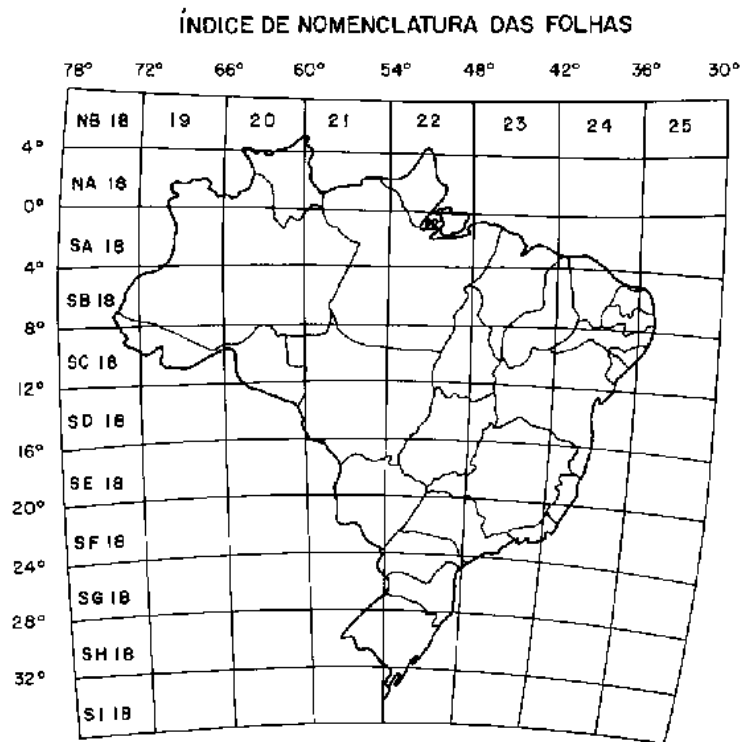 ÍNDICE DE NOMENCLATURA DAS FOLHAS
78° 72° 66° 60° 54° 48° 42° 36° 30°
NB 18 19 20 21 22 23 24 25
4°
NA 18
0°
SA 18
4°
SB 18
8°
SC 18
12°
SD 18
16°
SE 18
20°
SF 18
24°
SG 18
28°
SH 18
32°
SI 18